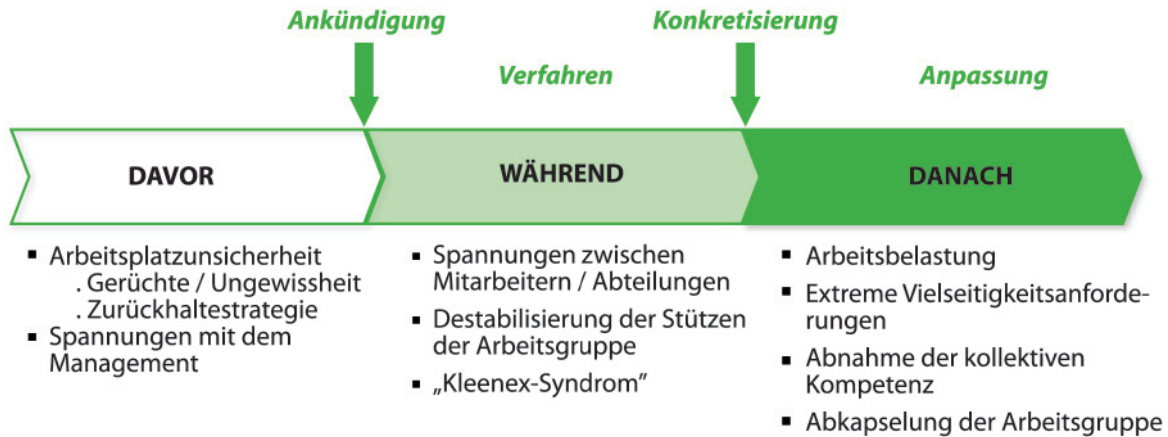 Ankündigung
Konkretisierung
Verfahren
Anpassung
DAVOR
WÄHREND
DANACH
▪ Arbeitsplatzunsicherheit
. Gerüchte / Ungewissheit
. Zurückhaltestrategie
▪ Spannungen mit dem
Management
▪ Spannungen zwischen
Mitarbeitern / Abteilungen
▪ Destabilisierung der Stützen
der Arbeitsgruppe
▪ „Kleenex-Syndrom”
▪ Arbeitsbelastung
▪ Extreme Vielseitigkeitsanforde-
rungen
▪ Abnahme der kollektiven
Kompetenz
▪ Abkapselung der Arbeitsgruppe